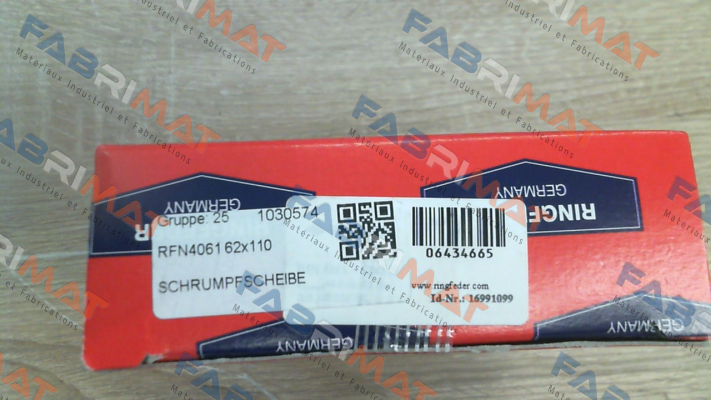 FABRIMAT
Matériaux Industriel et Fabrications
RINGFE
GERMANY
GERMANY
R
Gruppe: 25 1030574
RFN4061 62x110
SCHRUMPFSCHEIBE
06434665
www.ringfeder.com
Id-Nr.: 16991099
GERMANY
GERMANY